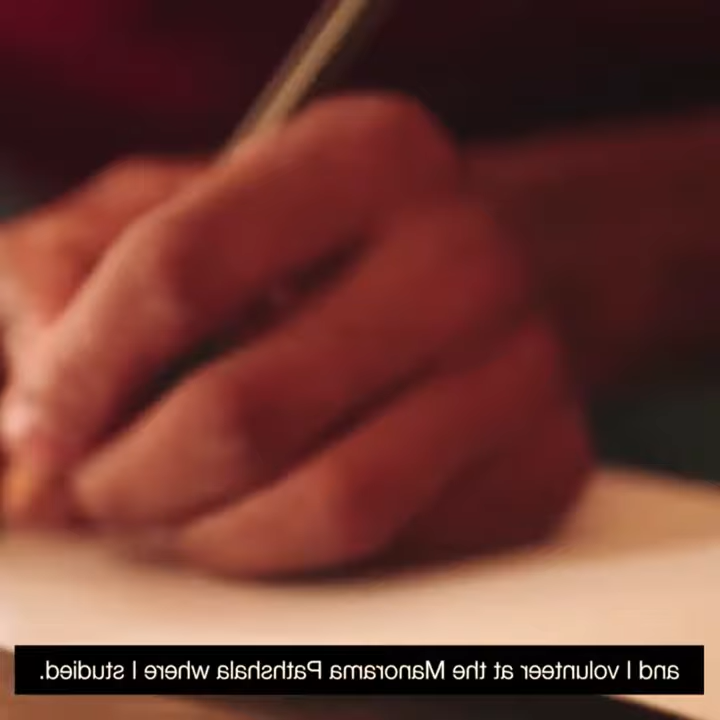 and I volunteer at the Manorama Pathshala where I studied.